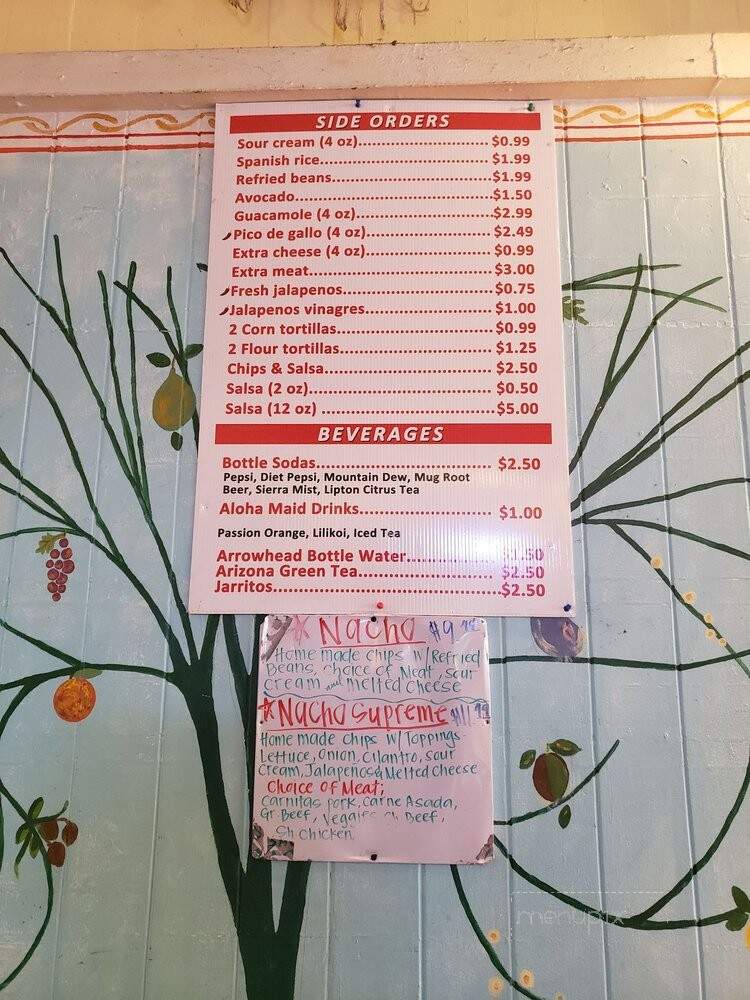 SIDE ORDERS
Sour cream (4 oz)................................$0.99
Spanish rice..........................................$1.99
Refried beans.......................................$1.99
Avocado................................................$1.50
Guacamole (4 oz)................................$2.99
Pico de gallo (4 oz)..............................$2.49
Extra cheese (4 oz)..............................$0.99
Extra meat............................................$3.00
Fresh jalapenos....................................$0.75
Jalapenos vinagres...............................$1.00
2 Corn tortillas.....................................$0.99
2 Flour tortillas.....................................$1.25
Chips & Salsa........................................$2.50
Salsa (2 oz)...........................................$0.50
Salsa (12 oz) ........................................$5.00
BEVERAGES
Bottle Sodas......................................... $2.50
Pepsi, Diet Pepsi, Mountain Dew, Mug Root
Beer, Sierra Mist, Lipton Citrus Tea
Aloha Maid Drinks............................... $1.00
Passion Orange, Lilikoi, Iced Tea
Arrowhead Bottle Water....................
Arizona Green Tea............................... $2.50
Jarritos....................................................$2.50
Nacho $9
Home made chips w/Refried
Beans, choice of Meat, sour
cream and melted cheese
Nacho Supreme $11.99
Home made chips w/Toppings
Lettuce, Onion, Cilantro, sour
Cream, Jalapeños & Melted Cheese
Choice of Meat;
Carnitas pork, Carne Asada,
Gr. Beef, Veggies, Beef,
Sh Chicken
menupix